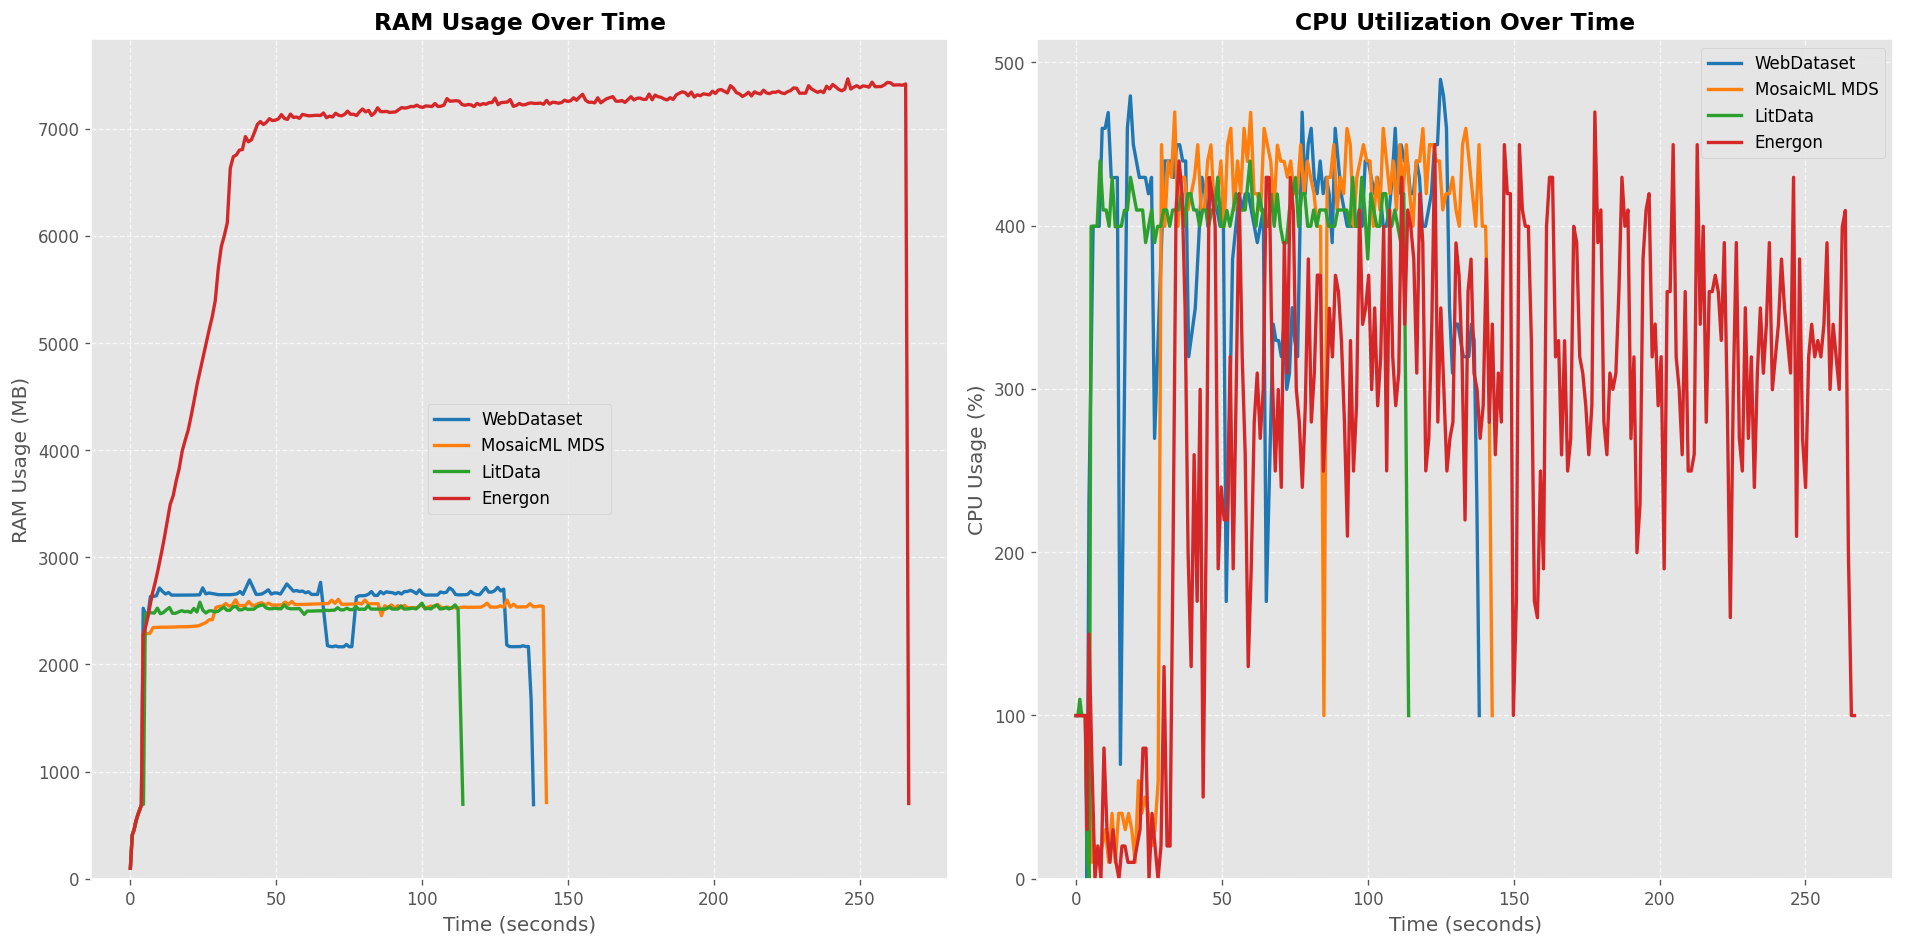 RAM Usage Over Time
RAM Usage (MB)
7000
6000
5000
4000
3000
2000
1000
0
WebDataset
MosaicML MDS
LitData
Energon
0 50 100 150 200 250
Time (seconds)
CPU Utilization Over Time
CPU Usage (%)
500
400
300
200
100
0
WebDataset
MosaicML MDS
LitData
Energon
0 50 100 150 200 250
Time (seconds)